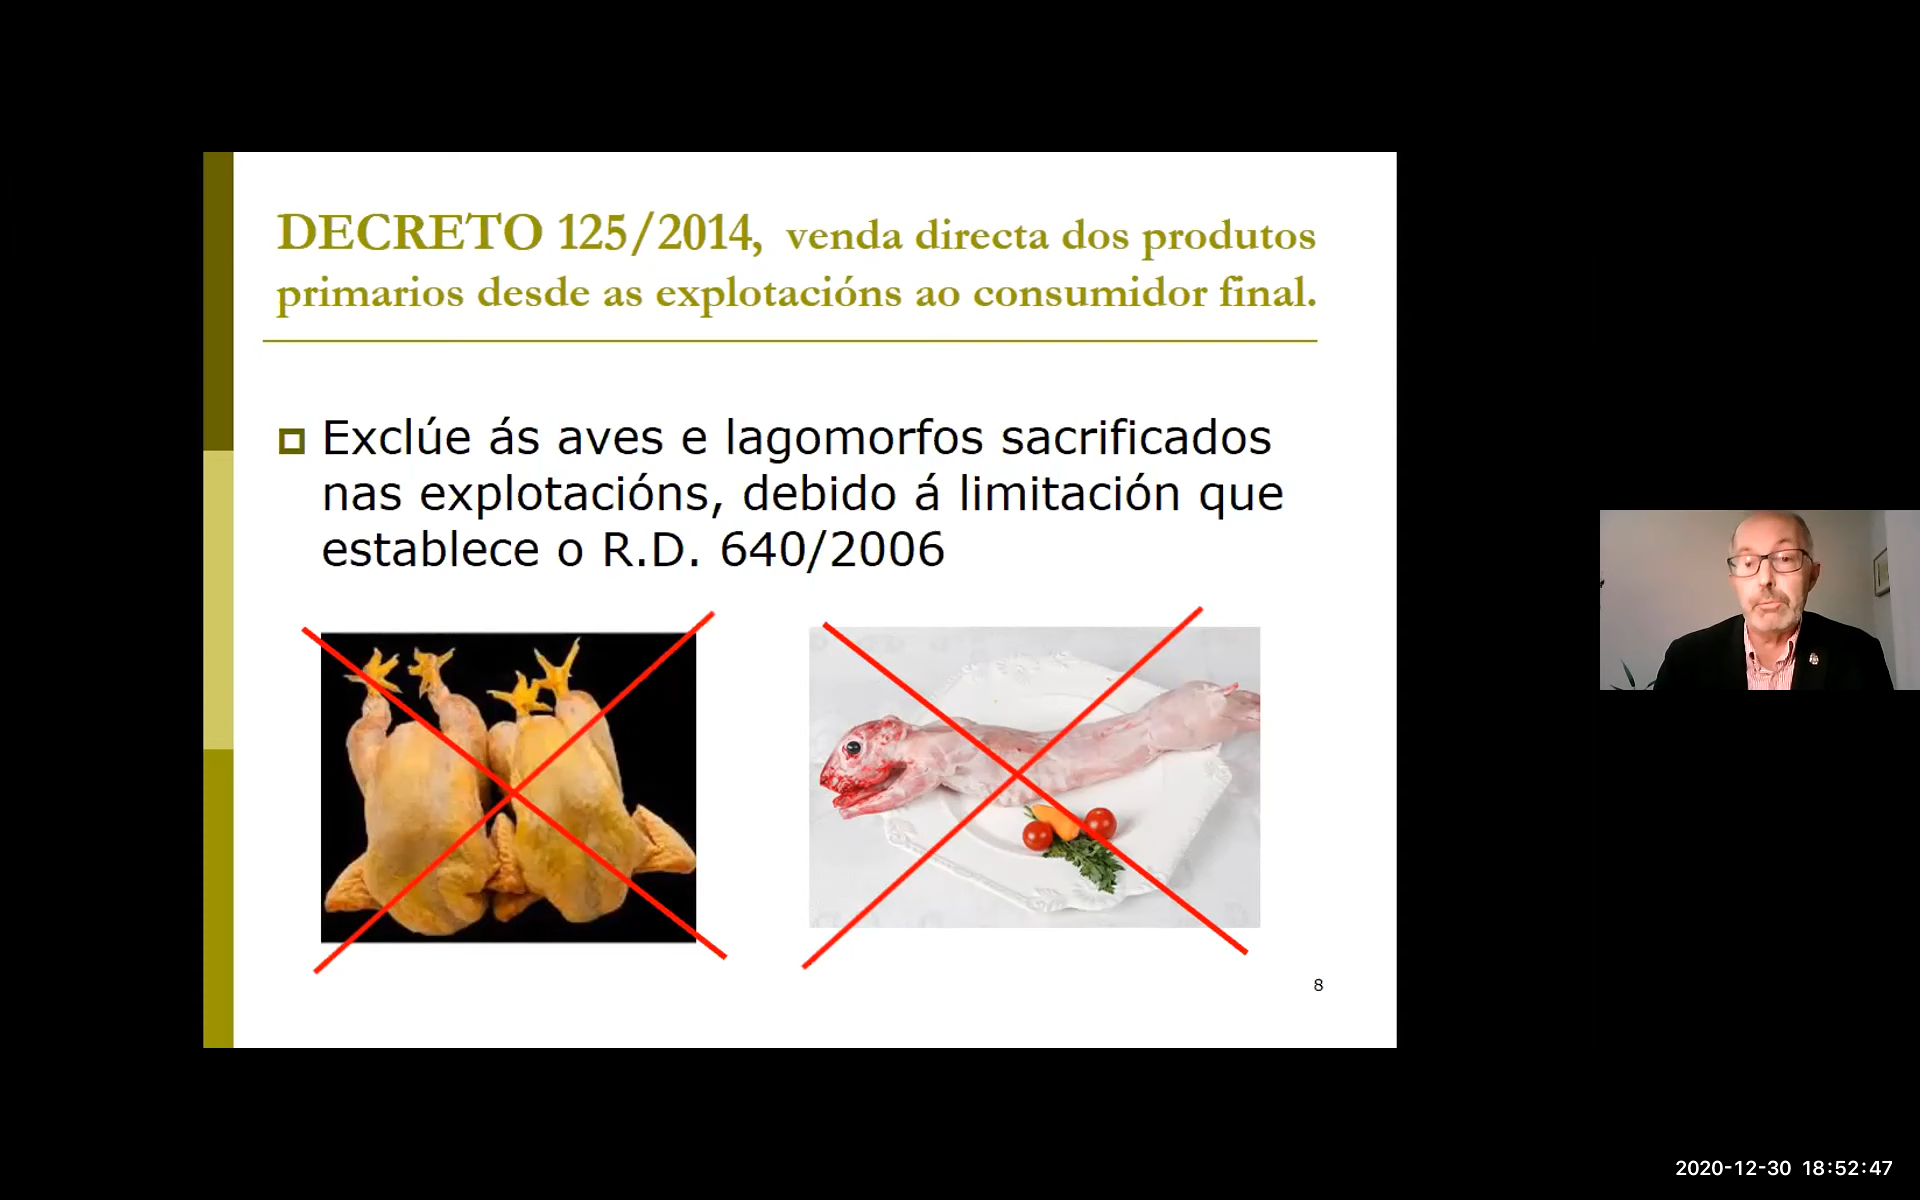 DECRETO 125/2014, venda directa dos produtos
primarios desde as explotacións ao consumidor final.
Exclúe ás aves e lagomorfos sacrificados
nas explotacións, debido á limitación que
establece o R.D. 640/2006
8
2020-12-30 18:52:47